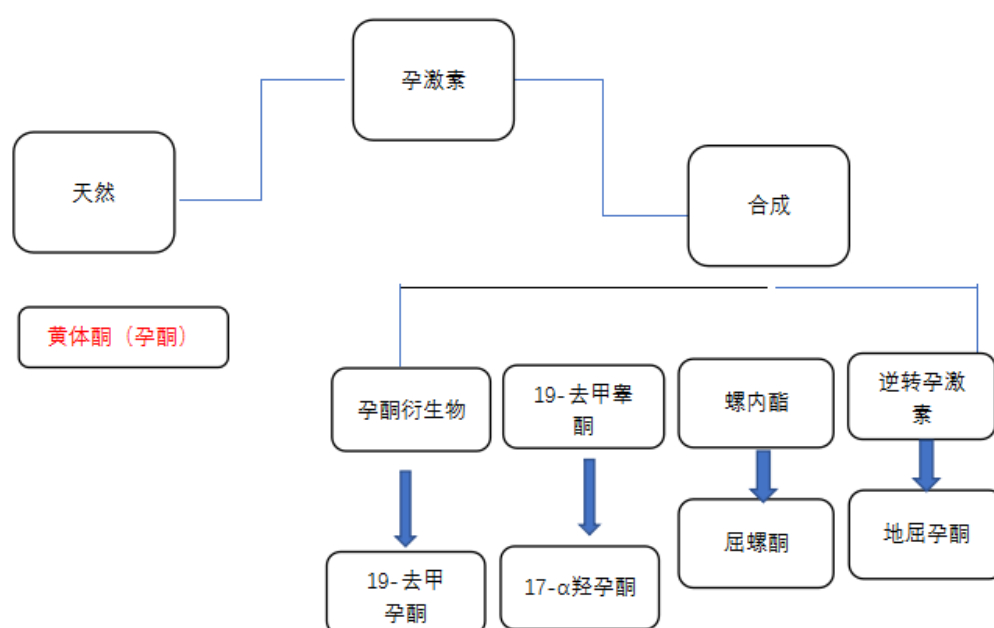 孕激素
天然
合成
黄体酮（孕酮）
孕酮衍生物
19-去甲睾
酮
螺内酯
逆转孕激
素
19-去甲
孕酮
17-α羟孕酮
屈螺酮
地屈孕酮